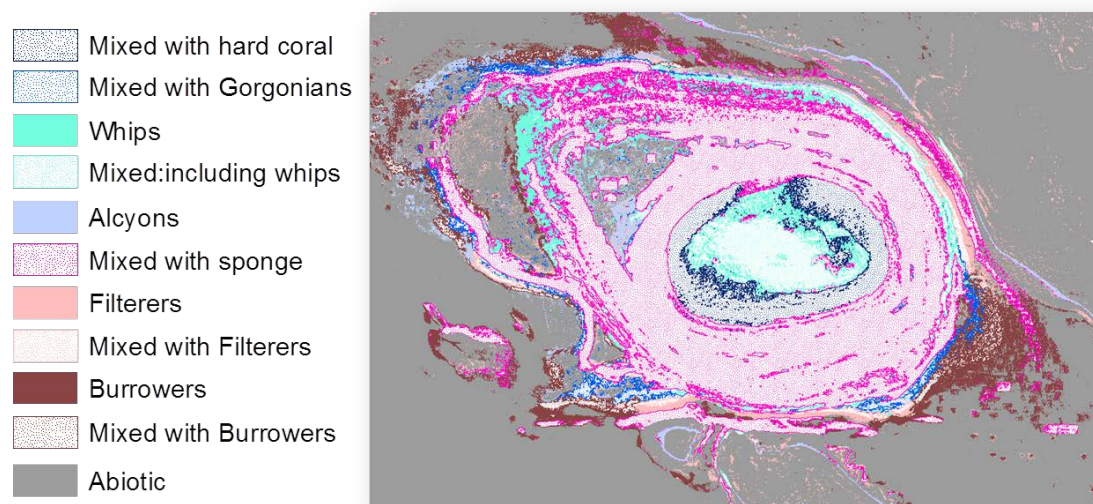 Mixed with hard coral
Mixed with Gorgonians
Whips
Mixed:including whips
Alcyons
Mixed with sponge
Filterers
Mixed with Filterers
Burrowers
Mixed with Burrowers
Abiotic